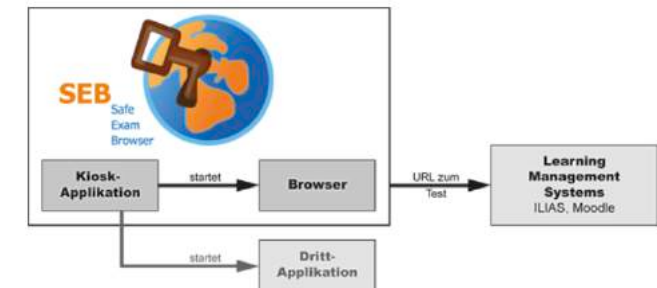 SEB
Safe
Exam
Browser
Kiosk-
Applikation
startet
Browser
URL zum
Test
Learning
Management
Systems
ILIAS, Moodle
startet
Dritt-
Applikation